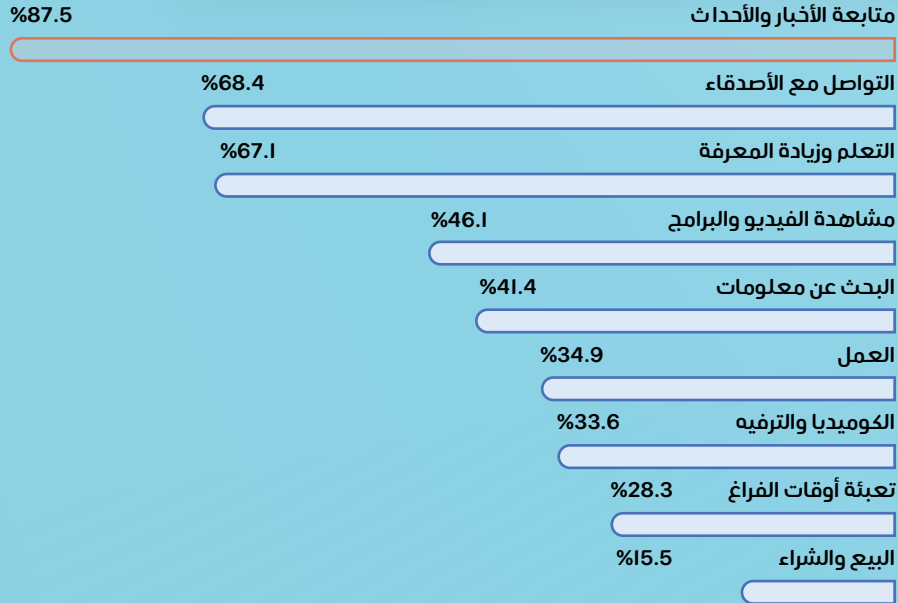 متابعة الأخبار والأحداث %87.5
التواصل مع الأصدقاء %68.4
التعلم وزيادة المعرفة %67.1
مشاهدة الفيديو والبرامج %46.1
البحث عن معلومات %41.4
العمل %34.9
الكوميديا والترفيه %33.6
تعبئة أوقات الفراغ %28.3
البيع والشراء %15.5